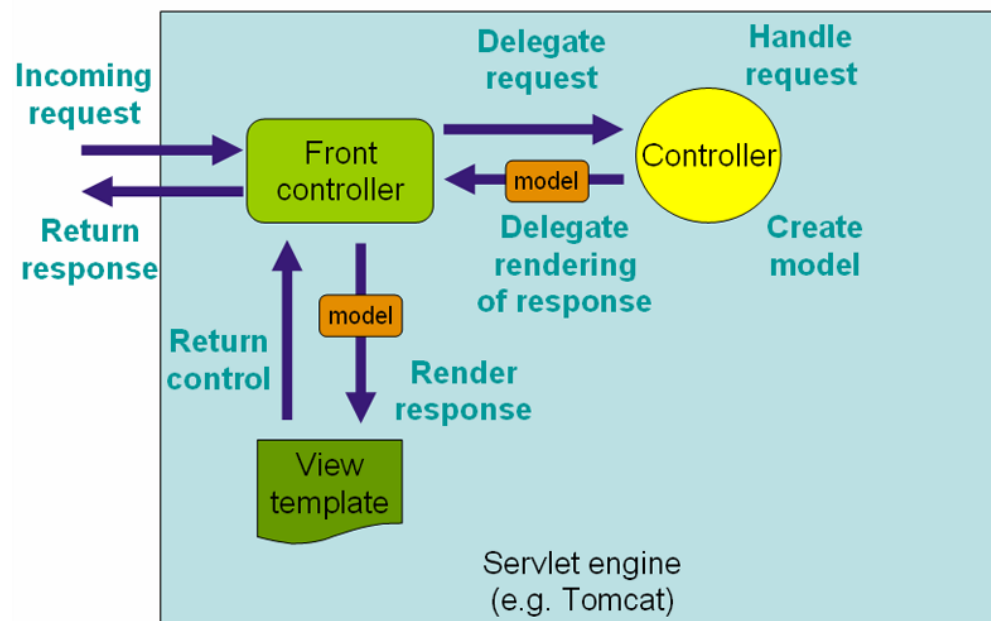 Incoming
request
Return
response
Front
controller
Delegate
request
Handle
request
Controller
model
Delegate
rendering
of response
Create
model
model
Return
control
Render
response
View
template
Servlet engine
(e.g. Tomcat)